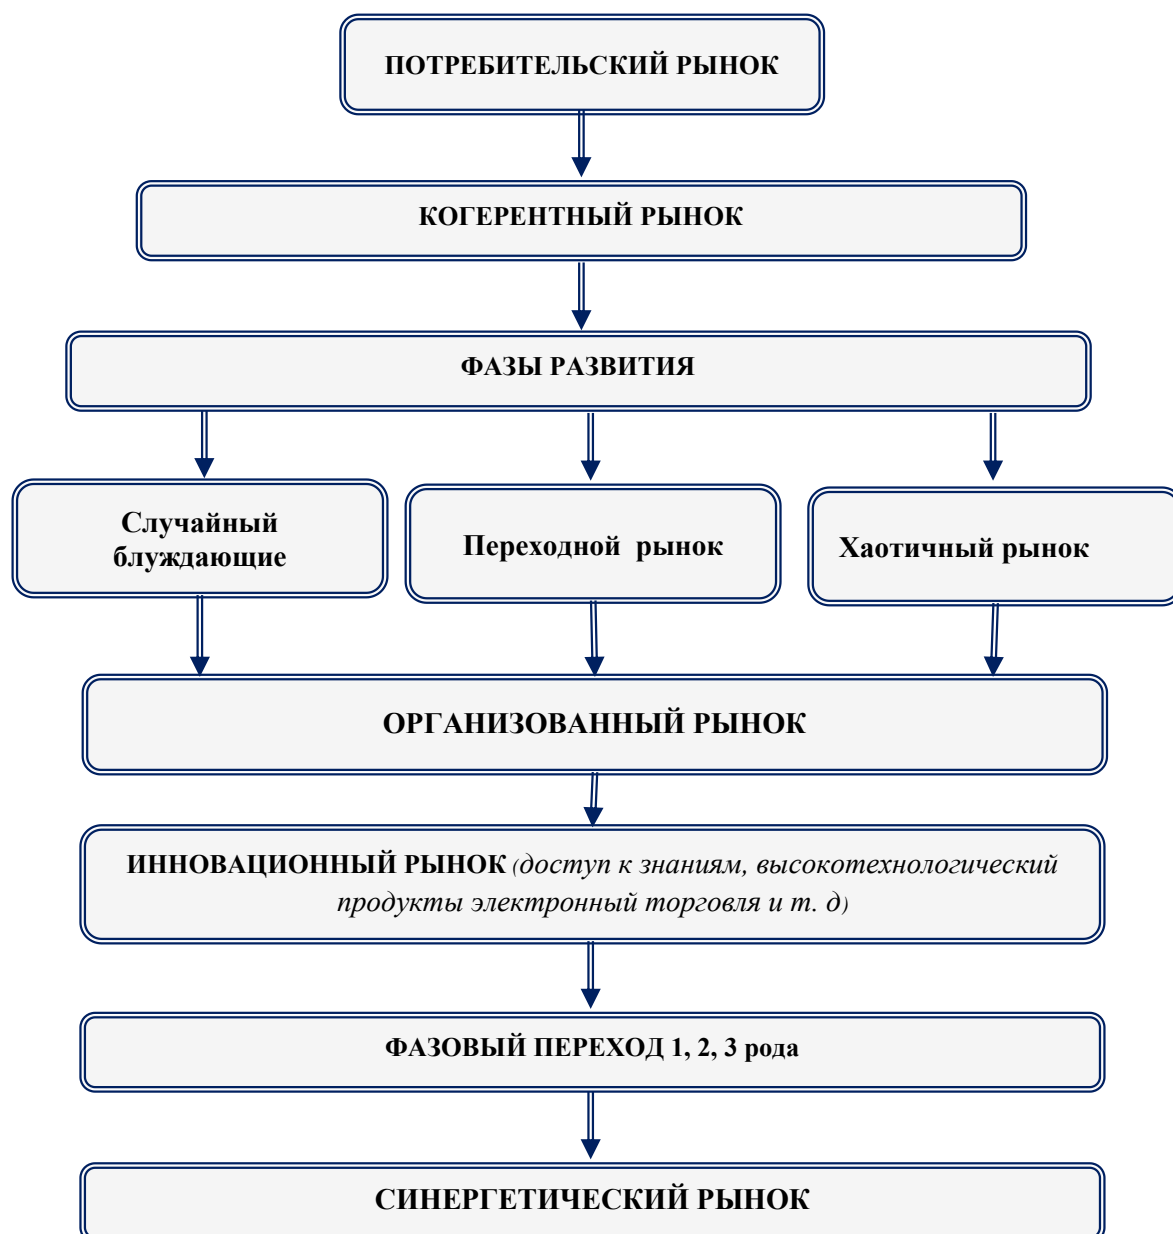 ПОТРЕБИТЕЛЬСКИЙ РЫНОК
КОГЕРЕНТНЫЙ РЫНОК
ФАЗЫ РАЗВИТИЯ
Случайный
блуждающие
Переходной рынок
Хаотичный рынок
ОРГАНИЗОВАННЫЙ РЫНОК
ИННОВАЦИОННЫЙ РЫНОК (доступ к знаниям, высокотехнологический
продукты электронный торговля и т. д)
ФАЗОВЫЙ ПЕРЕХОД 1, 2, 3 рода
СИНЕРГЕТИЧЕСКИЙ РЫНОК